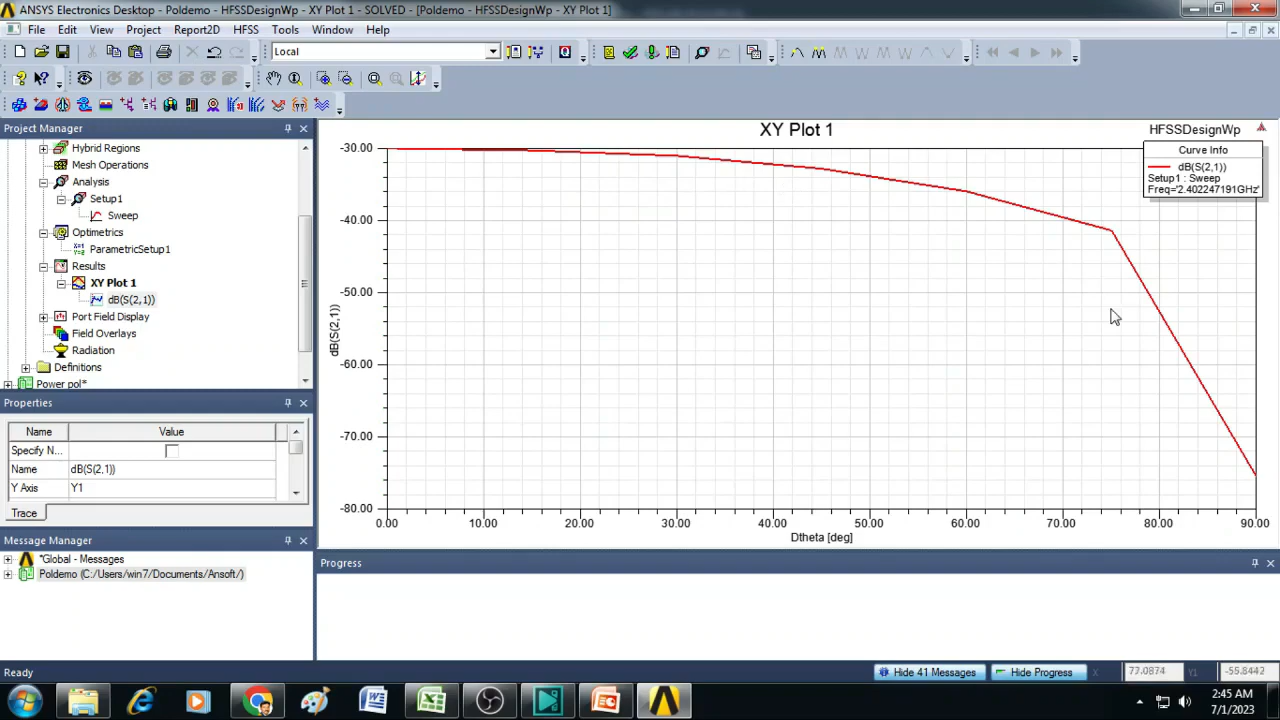 ANSYS Electronics Desktop - Poldemo - HFSSDesignWp - XY Plot 1 - SOLVED - [Poldemo - HFSSDesignWp - XY Plot 1]
File Edit View Project Report2D HFSS Tools Window Help
Local
Project Manager
Hybrid Regions
Mesh Operations
Analysis
Setup1
Sweep
Optimetrics
ParametricSetup1
Results
XY Plot 1
dB(S(2,1))
Port Field Display
Field Overlays
Radiation
Definitions
Power pol*
Properties
Name Value
Specify N...
Name dB(S(2,1))
Y Axis Y1
Trace
Message Manager
*Global - Messages
Poldemo (C:/Users/win7/Documents/Ansoft/)
XY Plot 1
HFSSDesignWp
Curve Info
dB(S(2,1))
Setup1 : Sweep
Freq='2.402247191GHz'
-30.00
-40.00
-50.00
-60.00
-70.00
-80.00
dB(S(2,1))
0.00 10.00 20.00 30.00 40.00 50.00 60.00 70.00 80.00 90.00
Dtheta [deg]
Progress
Ready
Hide 41 Messages
Hide Progress
X 77.0874 Y1 -55.8442
2:45 AM
7/1/2023